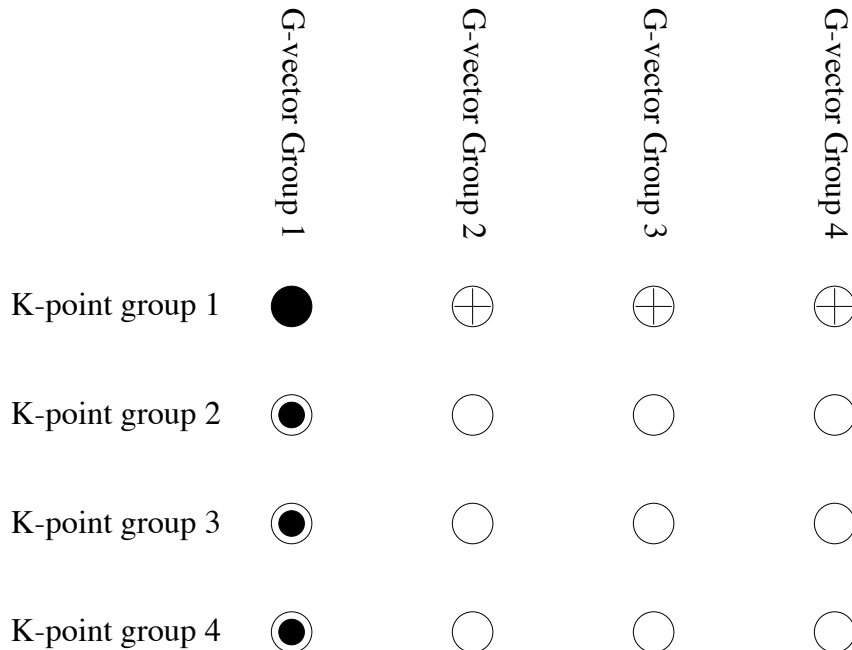 G-vector Group 1
G-vector Group 2
G-vector Group 3
G-vector Group 4
K-point group 1
K-point group 2
K-point group 3
K-point group 4